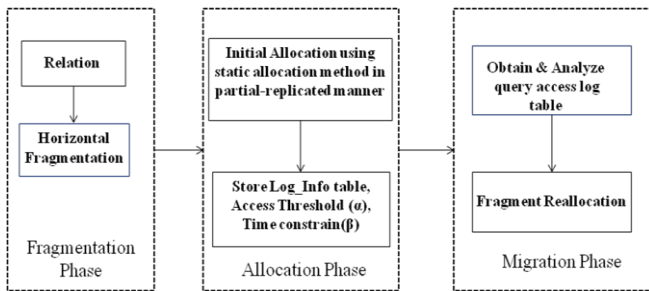 Relation
Horizontal
Fragmentation
Fragmentation
Phase
Initial Allocation using
static allocation method in
partial-replicated manner
Store Log_Info table,
Access Threshold (α),
Time constrain(β)
Allocation Phase
Obtain & Analyze
query access log
table
Fragment Reallocation
Migration Phase